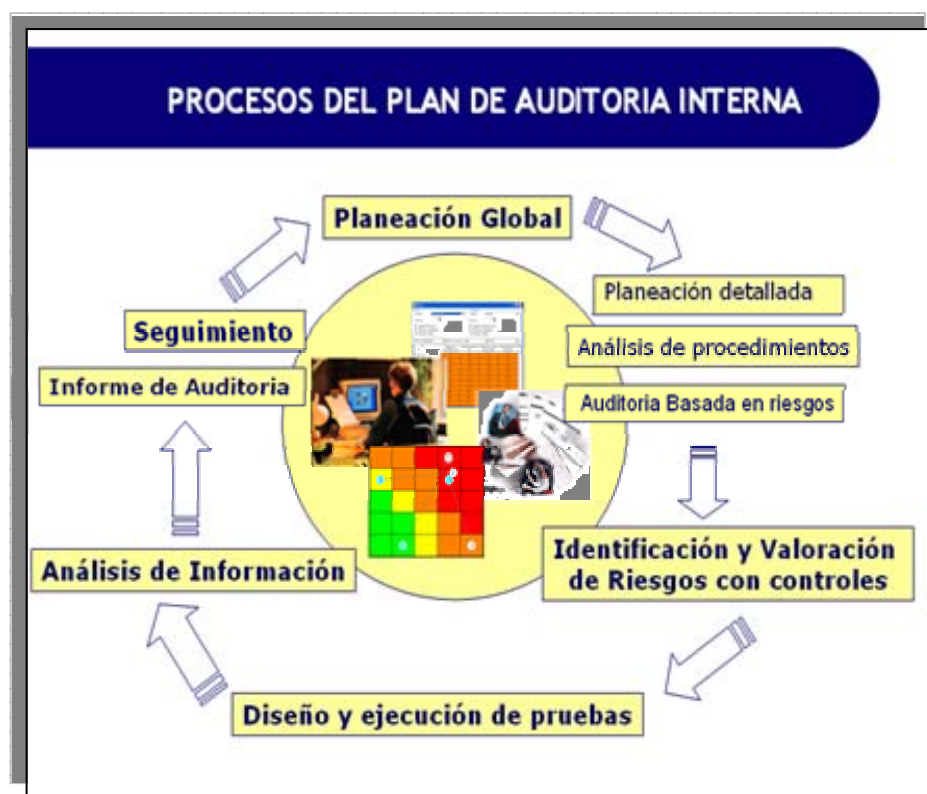 PROCESOS DEL PLAN DE AUDITORIA INTERNA
Planeación Global
Planeación detallada
Análisis de procedimientos
Auditoria Basada en riesgos
Identificación y Valoración
de Riesgos con controles
Diseño y ejecución de pruebas
Análisis de Información
Informe de Auditoria
Seguimiento